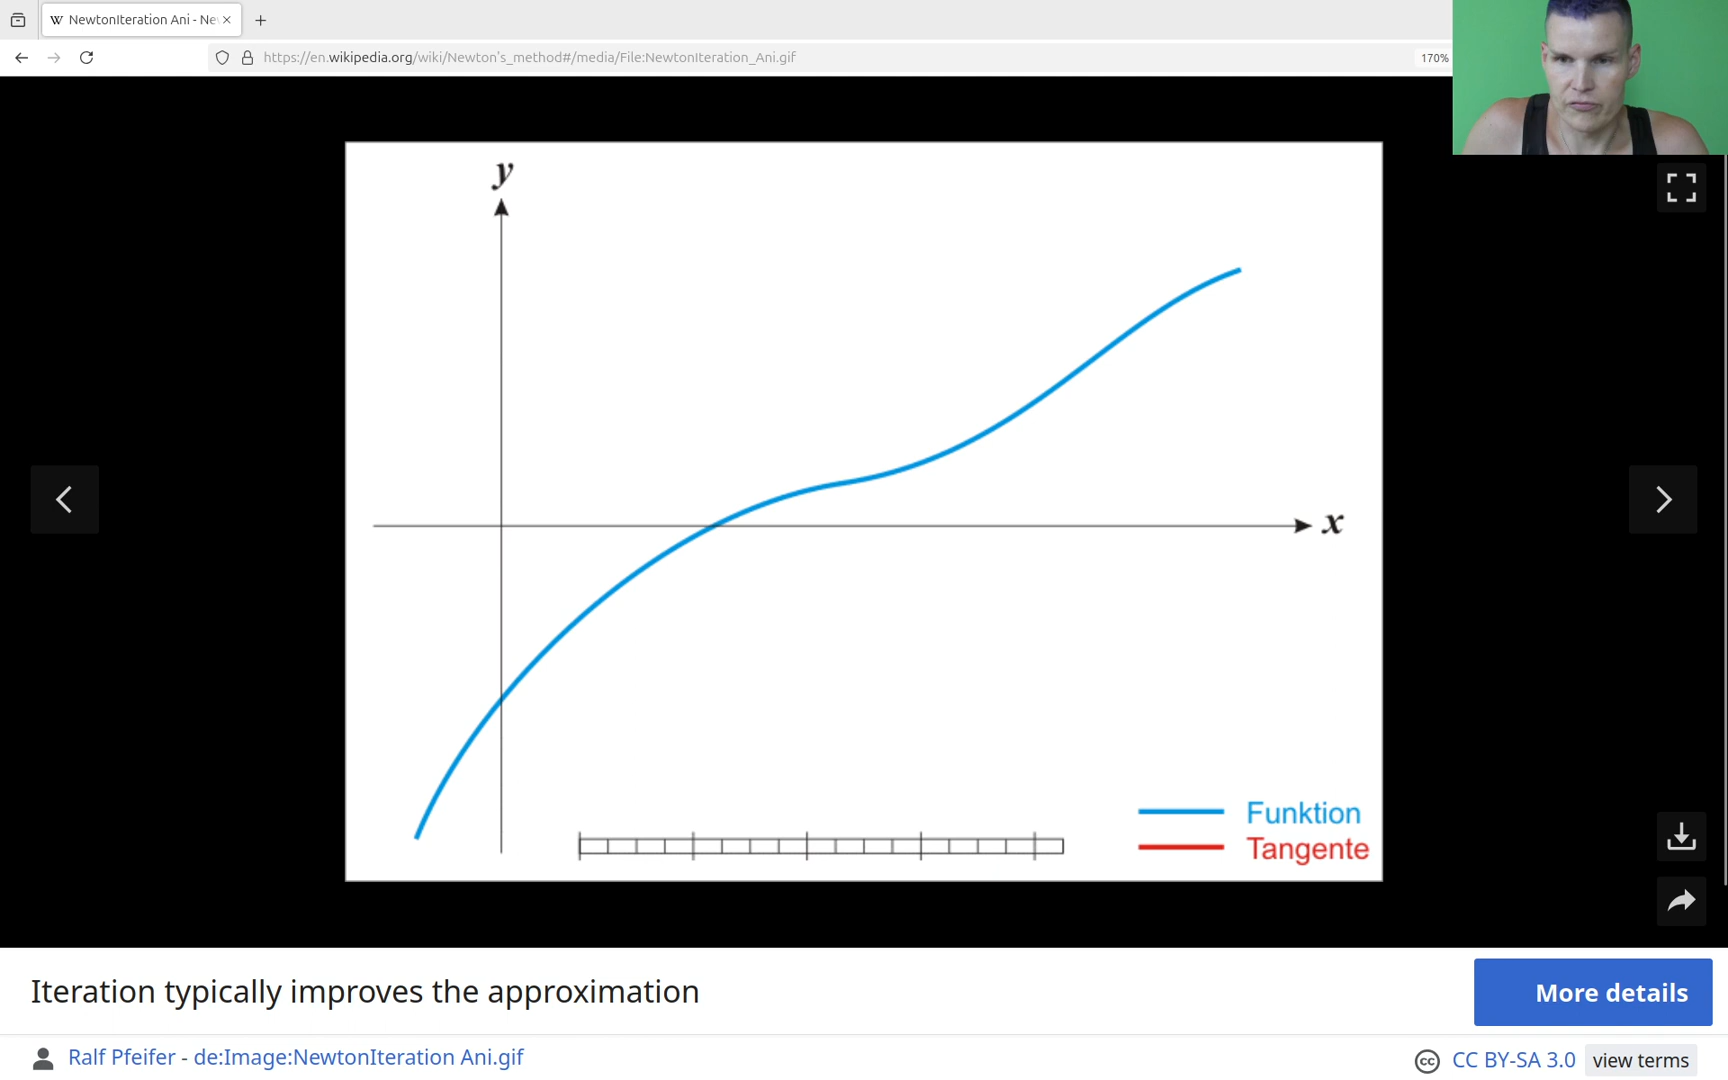 W NewtonIteration Ani - Ne
https://en.wikipedia.org/wiki/Newton's_method#/media/File:NewtonIteration_Ani.gif
170%
y
x
Funktion
Tangente
Iteration typically improves the approximation
More details
Ralf Pfeifer - de:Image:NewtonIteration Ani.gif
cc CC BY-SA 3.0 view terms